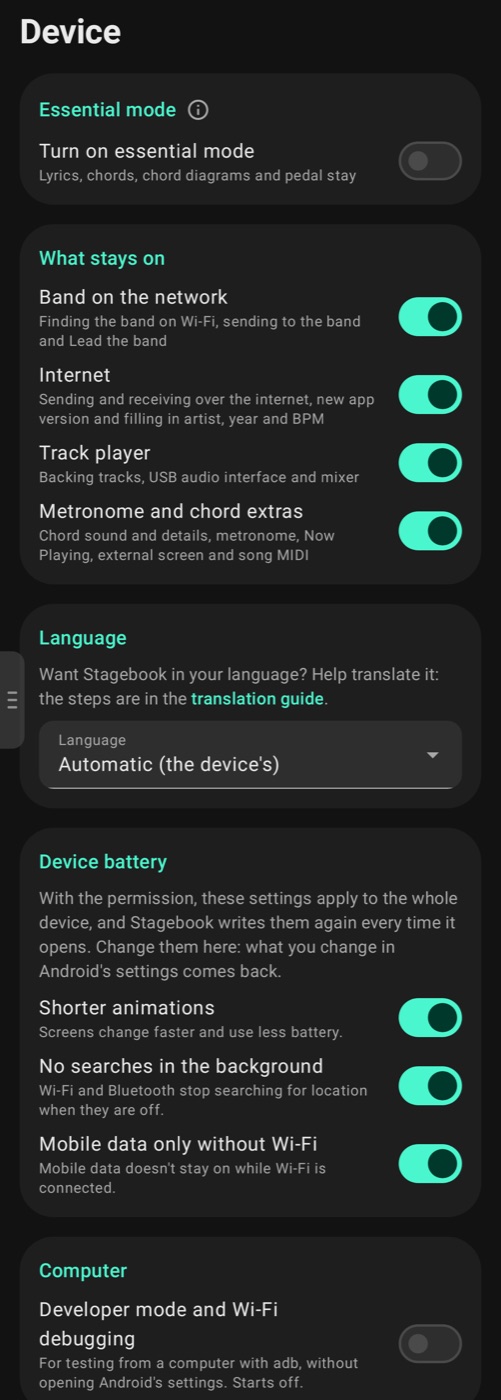 Device
Essential mode
Turn on essential mode
Lyrics, chords, chord diagrams and pedal stay
What stays on
Band on the network
Finding the band on Wi-Fi, sending to the band
and Lead the band
Internet
Sending and receiving over the internet, new app
version and filling in artist, year and BPM
Track player
Backing tracks, USB audio interface and mixer
Metronome and chord extras
Chord sound and details, metronome, Now
Playing, external screen and song MIDI
Language
Want Stagebook in your language? Help translate it:
the steps are in the translation guide.
Language
Automatic (the device's)
Device battery
With the permission, these settings apply to the whole
device, and Stagebook writes them again every time it
opens. Change them here: what you change in
Android's settings comes back.
Shorter animations
Screens change faster and use less battery.
No searches in the background
Wi-Fi and Bluetooth stop searching for location
when they are off.
Mobile data only without Wi-Fi
Mobile data doesn't stay on while Wi-Fi is
connected.
Computer
Developer mode and Wi-Fi
debugging
For testing from a computer with adb, without
opening Android's settings. Starts off.